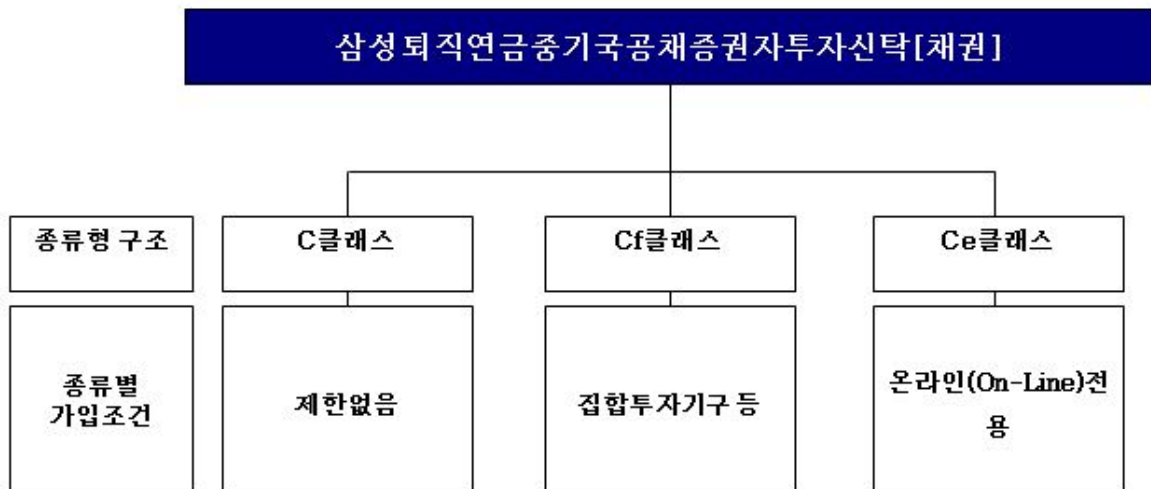 삼성퇴직연금중기국공채증권자투자신탁[채권]
종류형 구조
C클래스
Cf클래스
Ce클래스
종류별
가입조건
제한없음
집합투자기구 등
온라인(On-Line)전
용